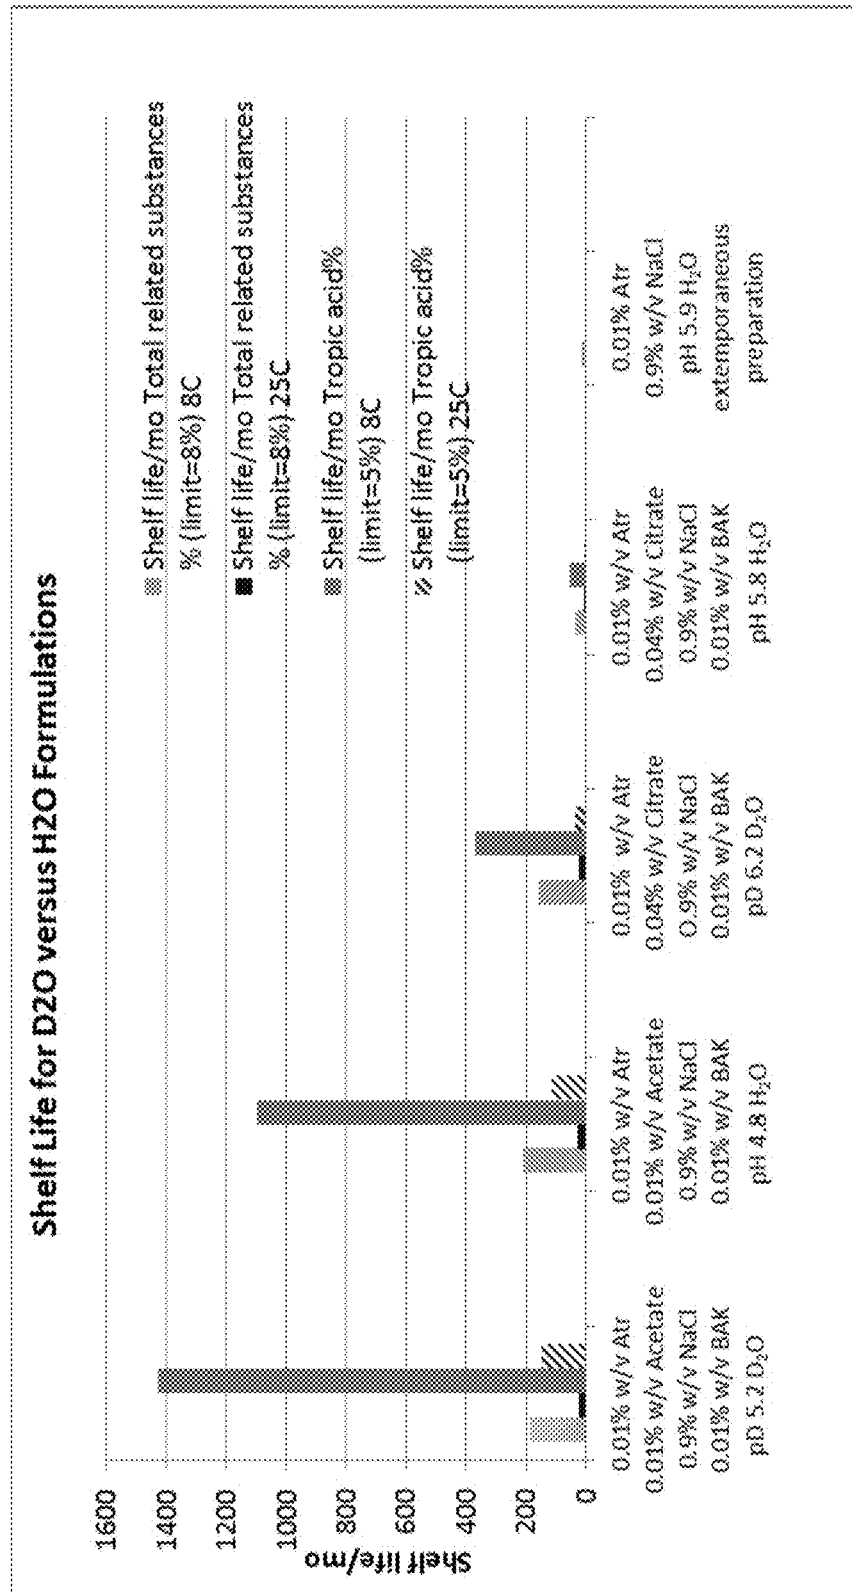 Shelf Life for D2O versus H2O Formulations
1600
1400
1200
1000
800
600
400
200
0
Shelf life/mo
Shelf life/mo Total related substances
% (limit=8%) 8C
Shelf life/mo Total related substances
% (limit=8%) 25C
Shelf life/mo Tropic acid%
(limit=5%) 8C
Shelf life/mo Tropic acid%
(limit=5%) 25C
0.01% w/v Atr
0.01% w/v Acetate
0.9% w/v NaCl
0.01% w/v BAK
pD 5.2 D₂O
0.01% w/v Atr
0.01% w/v Acetate
0.9% w/v NaCl
0.01% w/v BAK
pH 4.8 H₂O
0.01% w/v Atr
0.04% w/v Citrate
0.9% w/v NaCl
0.01% w/v BAK
pD 6.2 D₂O
0.01% w/v Atr
0.04% w/v Citrate
0.9% w/v NaCl
0.01% w/v BAK
pH 5.8 H₂O
0.01% Atr
0.9% w/v NaCl
pH 5.9 H₂O
extemporaneous
preparation